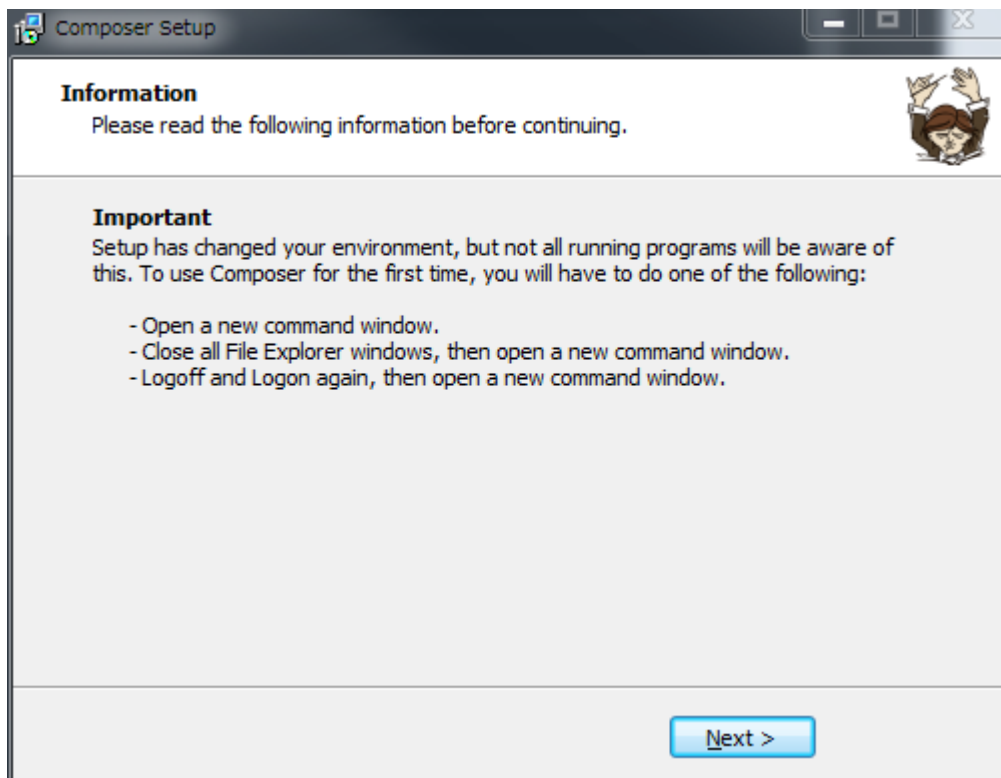 Composer Setup
Information
Please read the following information before continuing.
Important
Setup has changed your environment, but not all running programs will be aware of
this. To use Composer for the first time, you will have to do one of the following:
- Open a new command window.
- Close all File Explorer windows, then open a new command window.
- Logoff and Logon again, then open a new command window.
Next >